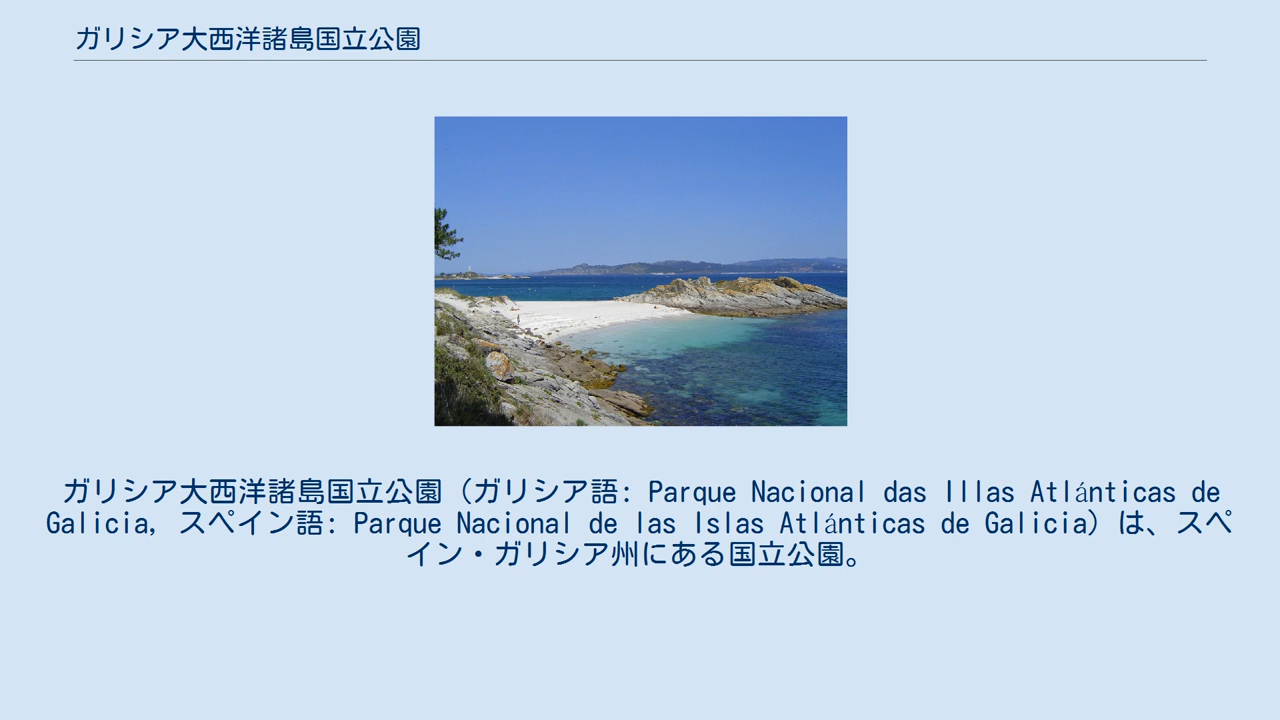 ガリシア大西洋諸島国立公園
ガリシア大西洋諸島国立公園（ガリシア語: Parque Nacional das Illas Atlánticas de
Galicia, スペイン語: Parque Nacional de las Islas Atlánticas de Galicia）は、スペ
イン・ガリシア州にある国立公園。